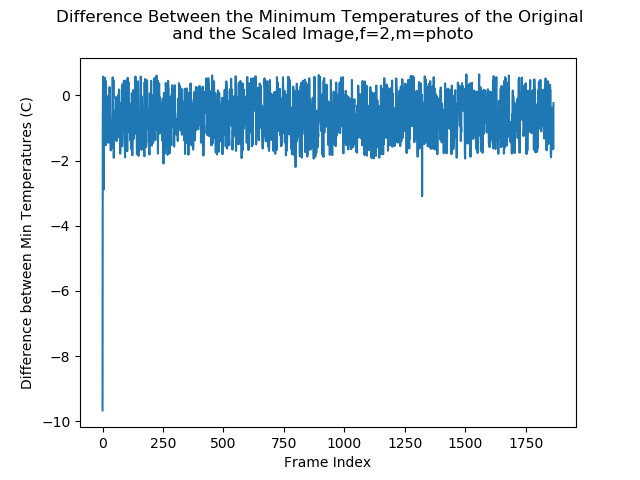 Difference Between the Minimum Temperatures of the Original
and the Scaled Image,f=2,m=photo
Difference between Min Temperatures (C)
0
−2
−4
−6
−8
−10
0 250 500 750 1000 1250 1500 1750
Frame Index